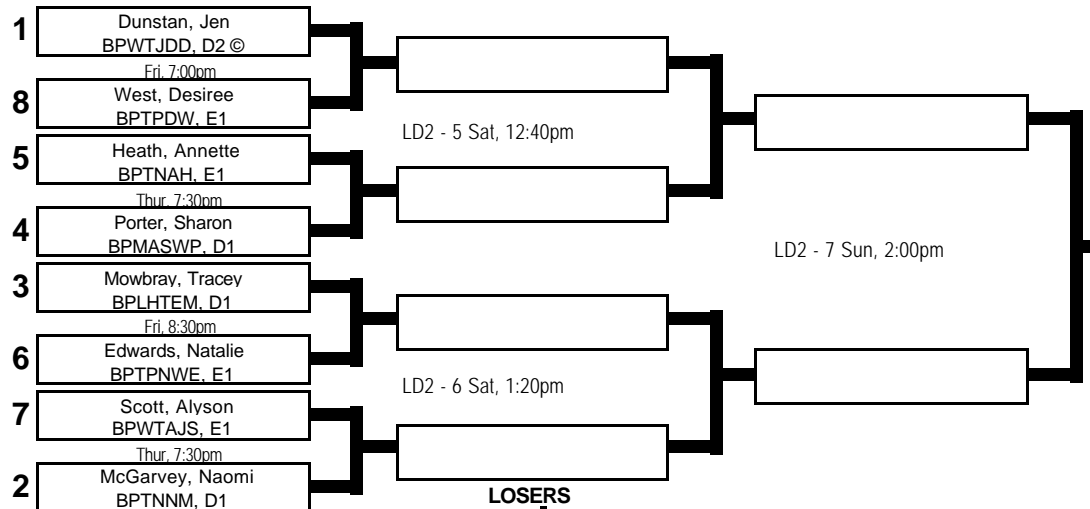 1
Dunstan, Jen
BPWTJDD, D2 ©
Fri, 7:00pm
8
West, Desiree
BPTPDW, E1
LD2 - 5 Sat, 12:40pm
5
Heath, Annette
BPTNAH, E1
Thur, 7:30pm
4
Porter, Sharon
BPMASWP, D1
LD2 - 7 Sun, 2:00pm
3
Mowbray, Tracey
BPLHTEM, D1
Fri, 8:30pm
6
Edwards, Natalie
BPTPNWE, E1
LD2 - 6 Sat, 1:20pm
7
Scott, Alyson
BPWTAJS, E1
Thur, 7:30pm
2
McGarvey, Naomi
BPTNNM, D1
LOSERS